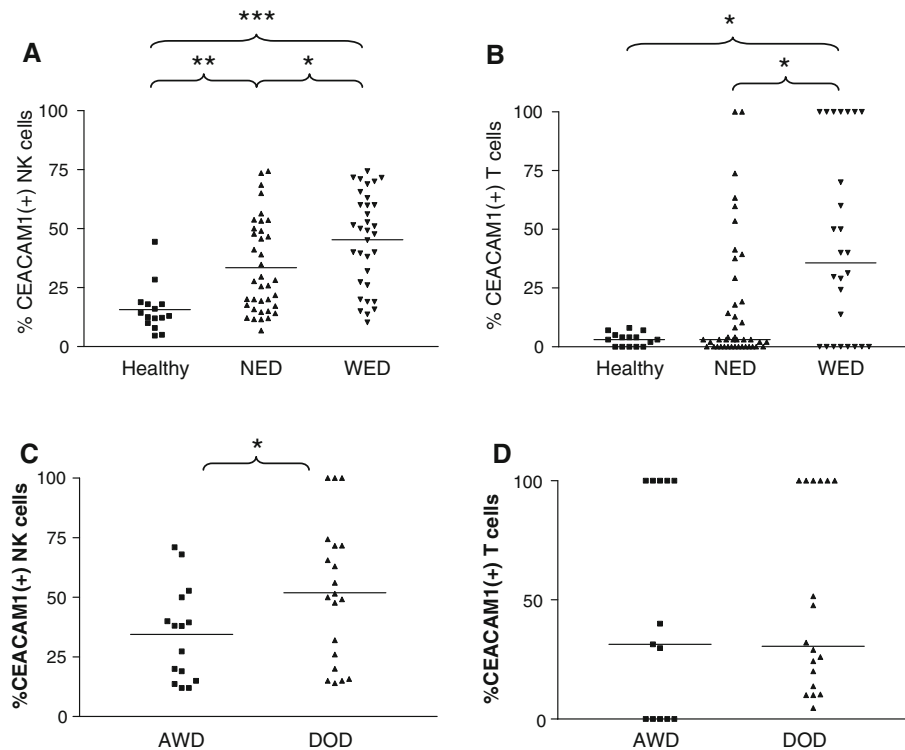 A
***
**
*
% CEACAM1(+) NK cells
100
75
50
25
0
Healthy
NED
WED
B
*
*
% CEACAM1(+) T cells
100
75
50
25
0
Healthy
NED
WED
C
*
%CEACAM1(+) NK cells
100
75
50
25
0
AWD
DOD
D
%CEACAM1(+) T cells
100
50
0
AWD
DOD